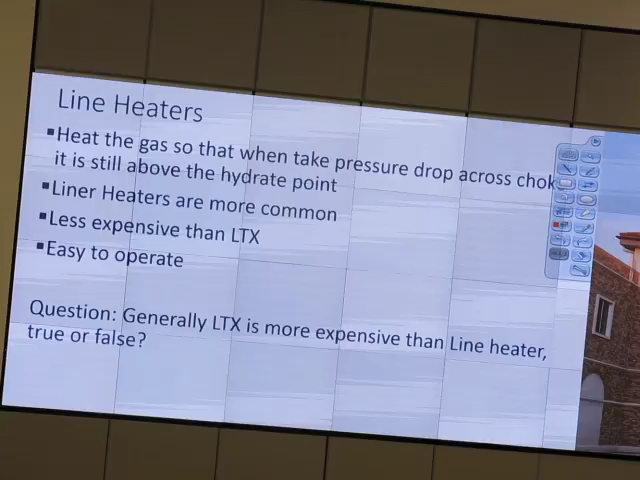 Line Heaters
▪Heat the gas so that when take pressure drop across chok
it is still above the hydrate point
▪Liner Heaters are more common
▪Less expensive than LTX
▪Easy to operate
Question: Generally LTX is more expensive than Line heater,
true or false?